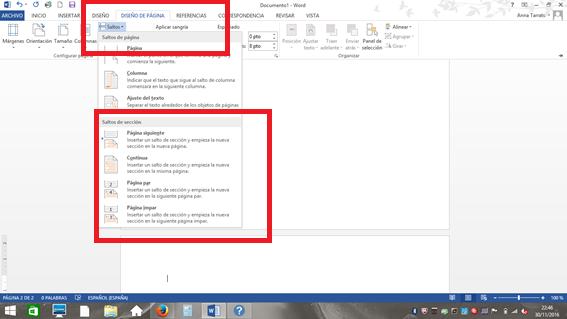 Documento1 - Word
ARCHIVO INICIO INSERTAR DISEÑO DISEÑO DE PÁGINA REFERENCIAS CORRESPONDENCIA REVISAR VISTA
Anna Tarrats
Márgenes Orientación Tamaño Columnas
Saltos
Aplicar sangría Espaciado
0 pto
8 pto
Posición Ajustar texto Traer adelante Enviar atrás Panel de selección
Alinear
Agrupar
Girar
Configurar página
Organizar
Saltos de página
Página
comienza la siguiente.
Columna
Indicar que el texto que sigue al salto de columna
comenzará en la siguiente columna.
Ajuste del texto
Separar el texto alrededor de los objetos de páginas
Saltos de sección
Página siguiente
Insertar un salto de sección y empieza la nueva
sección en la nueva página.
Continua
Insertar un salto de sección y empieza la nueva
sección en la misma página.
Página par
Insertar un salto de sección y empieza la nueva
sección en la siguiente página par.
Página impar
Insertar un salto de sección y empieza la nueva
sección en la siguiente página impar.
PÁGINA 2 DE 2 0 PALABRAS ESPAÑOL (ESPAÑA)
100 %
22:46
30/11/2016